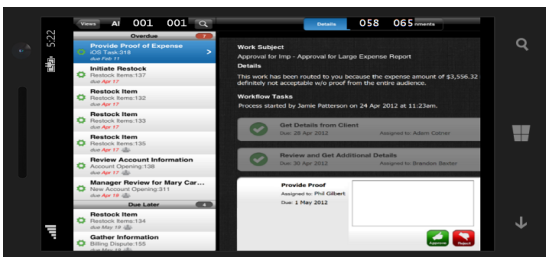 5:22
Views AI 001 001
Details 058 065 nments
Overdue 7
Provide Proof of Expense
iOS Task:318
due Feb 11
Initiate Restock
Restock Items:137
due Apr 17
Restock Item
Restock Items:132
due Apr 17
Restock Item
Restock Items:133
due Apr 17
Restock Item
Restock Items:135
due Apr 17
Review Account Information
Account Opening:136
due Apr 17
Manager Review for Mary Car...
New Account Opening:311
due Apr 18
Due Later
Restock Item
Restock Items:134
due May 18
Gather Information
Billing Dispute:155
due May 19
Work Subject
Approval for Imp - Approval for Large Expense Report
Details
This work has been routed to you because the expense amount of $3,556.32
definitely not acceptable w/o proof from the entire audience.
Workflow Tasks
Process started by Jamie Patterson on 24 Apr 2012 at 11:23am.
Get Details from Client
Due: 28 Apr 2012 Assigned to: Adam Cather
Review and Get Additional Details
Due: 30 Apr 2012 Assigned to: Brandon Baxter
Provide Proof
Assigned to: Phil Gilbert
Due: 1 May 2012
Approve Reject